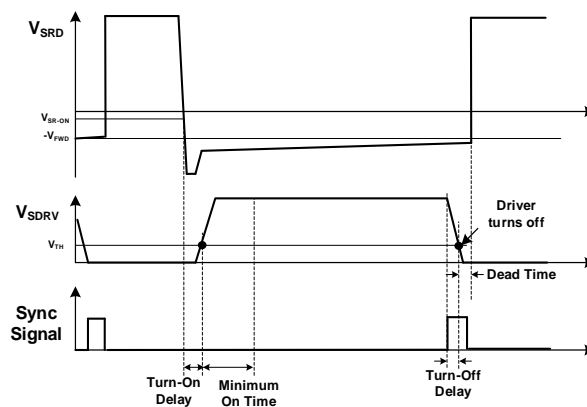 VSRD
VSR-ON
-VFWD
VSDRV
VTH
Driver
turns off
Dead Time
Sync
Signal
Turn-On
Delay
Minimum
On Time
Turn-Off
Delay